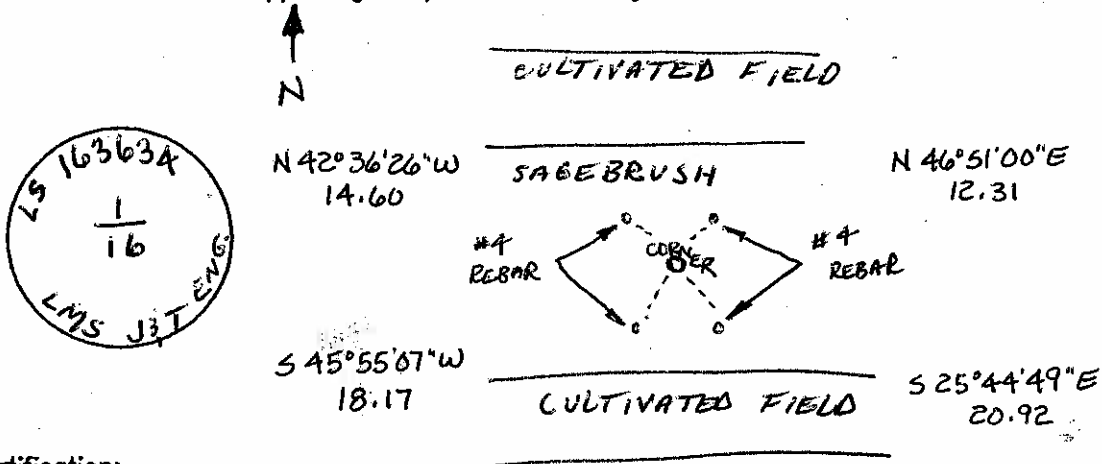 N
CULTIVATED FIELD
LS 163634
1
16
LMS J&T ENG.
N 42°36'26"W
14.60
SAGEBRUSH
N 46°51'00"E
12.31
#4
REBAR
CORNER
#4
REBAR
S 45°55'07"W
18.17
CULTIVATED FIELD
S 25°44'49"E
20.92